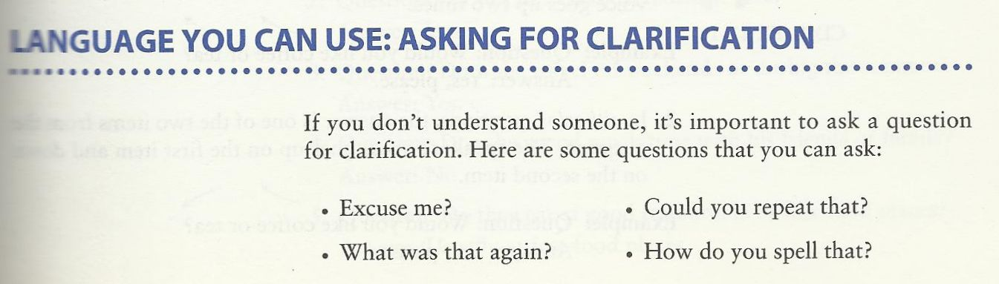 LANGUAGE YOU CAN USE: ASKING FOR CLARIFICATION
If you don't understand someone, it's important to ask a question
for clarification. Here are some questions that you can ask:
• Excuse me?
• Could you repeat that?
• What was that again?
• How do you spell that?